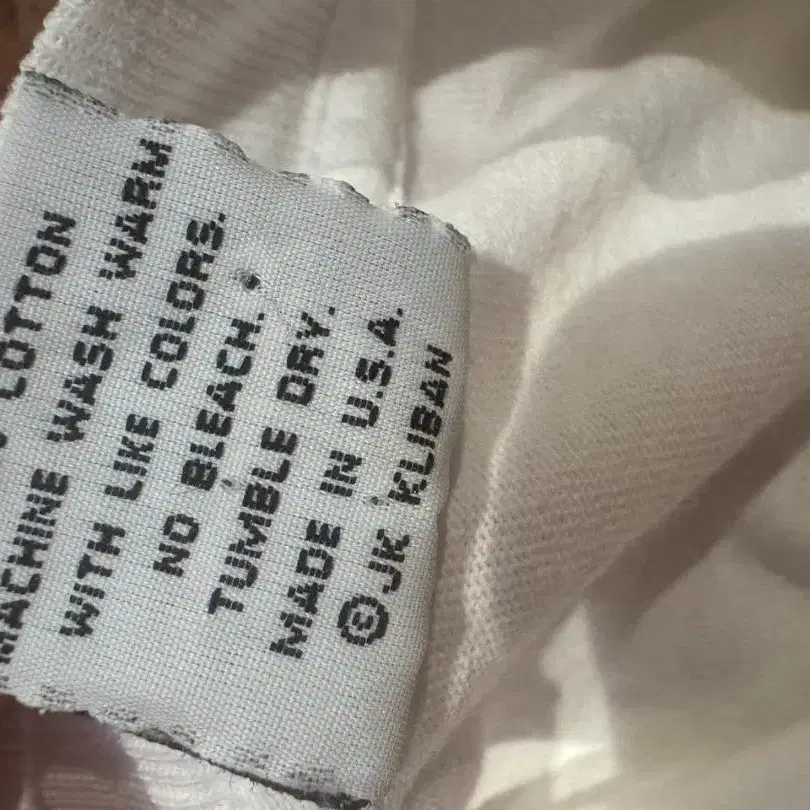 COTTON
MACHINE WASH WARM
WITH LIKE COLORS.
NO BLEACH.
TUMBLE DRY.
MADE IN U.S.A.
© JK KLIBAN